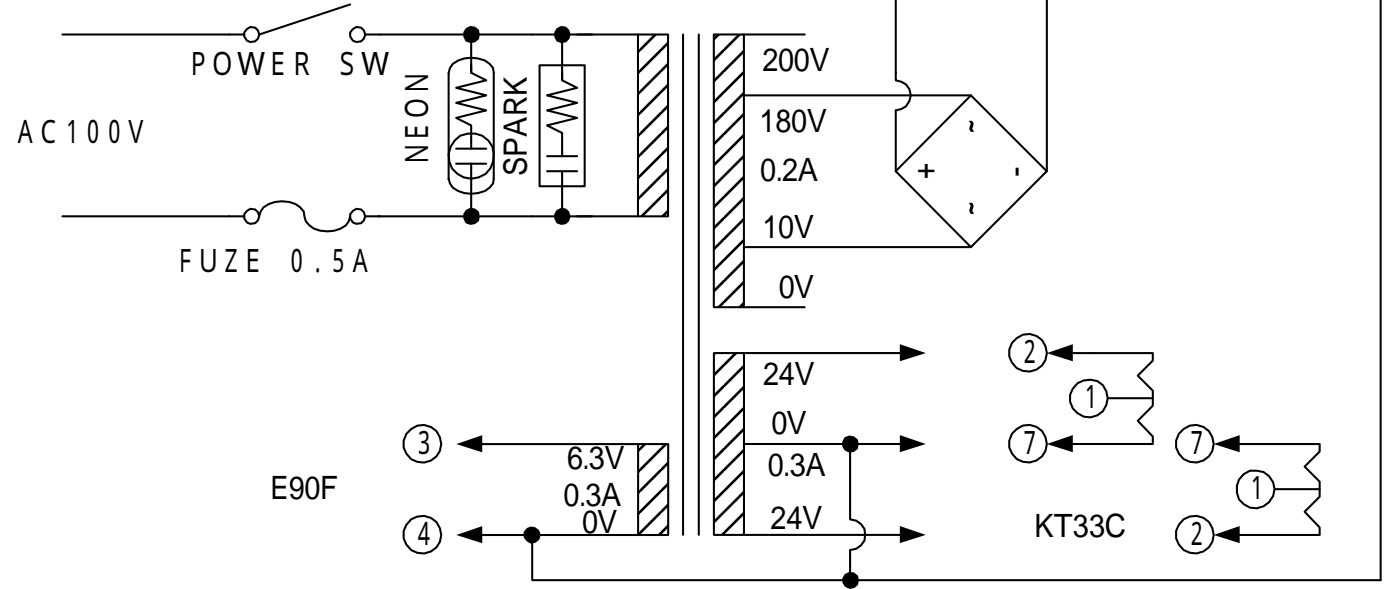 POWER SW
AC100V
NEON
SPARK
FUZE 0.5A
200V
180V
0.2A
10V
0V
~
+
-
~
24V
0V
0.3A
24V
3
6.3V
0.3A
0V
E90F
4
2
1
7
7
1
2
KT33C